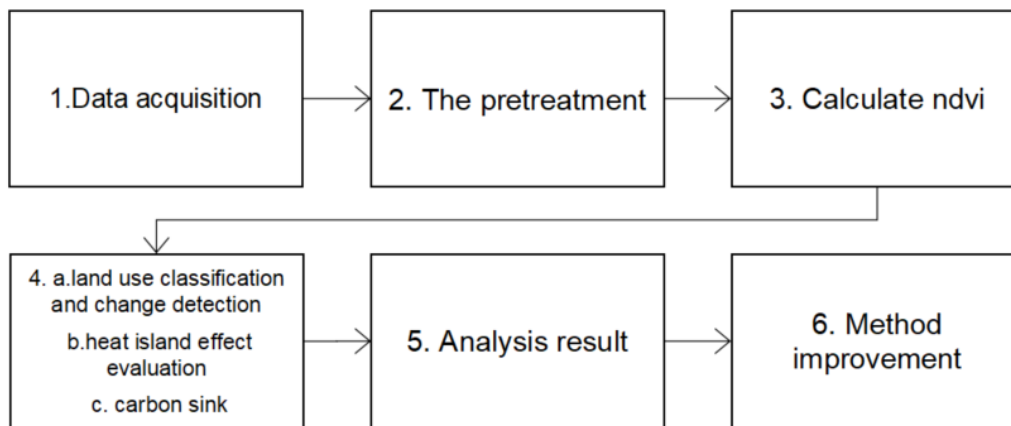 1.Data acquisition
2. The pretreatment
3. Calculate ndvi
4. a.land use classification
and change detection
b.heat island effect
evaluation
c. carbon sink
5. Analysis result
6. Method
improvement